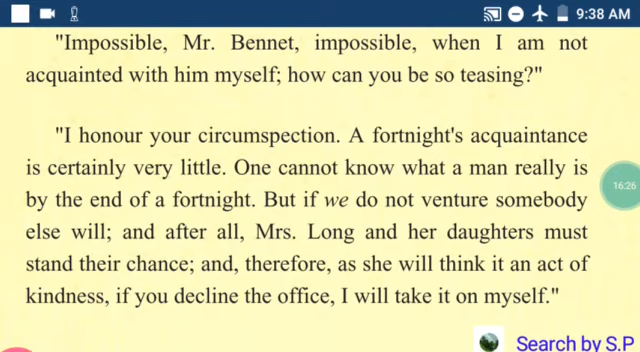 9:38 AM
"Impossible, Mr. Bennet, impossible, when I am not
acquainted with him myself; how can you be so teasing?"
"I honour your circumspection. A fortnight's acquaintance
is certainly very little. One cannot know what a man really is
by the end of a fortnight. But if we do not venture somebody
else will; and after all, Mrs. Long and her daughters must
stand their chance; and, therefore, as she will think it an act of
kindness, if you decline the office, I will take it on myself."
16:26
Search by S.P